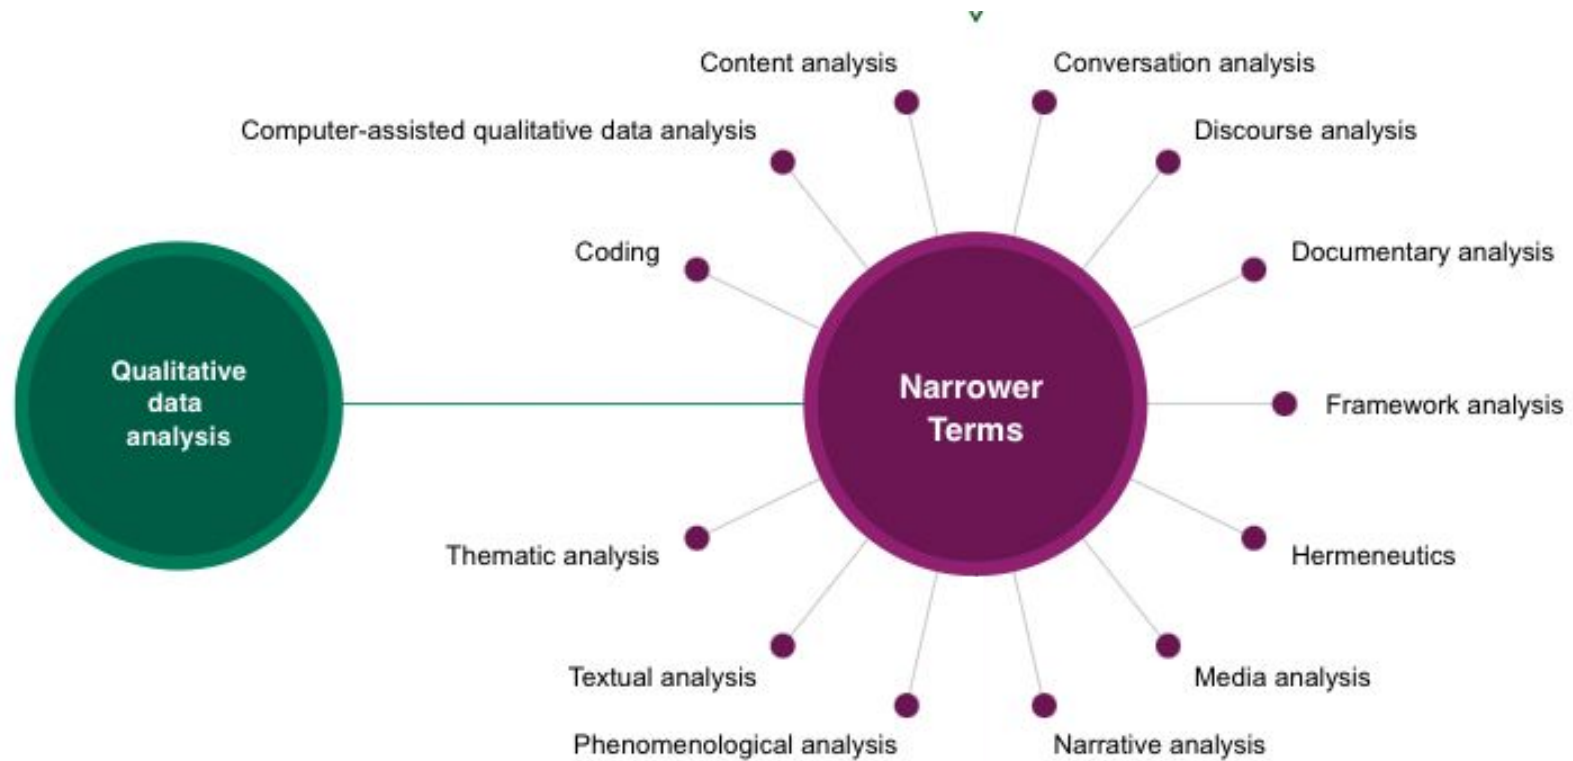 Content analysis
Conversation analysis
Computer-assisted qualitative data analysis
Discourse analysis
Coding
Documentary analysis
Qualitative
data
analysis
Narrower
Terms
Framework analysis
Thematic analysis
Hermeneutics
Textual analysis
Media analysis
Phenomenological analysis
Narrative analysis